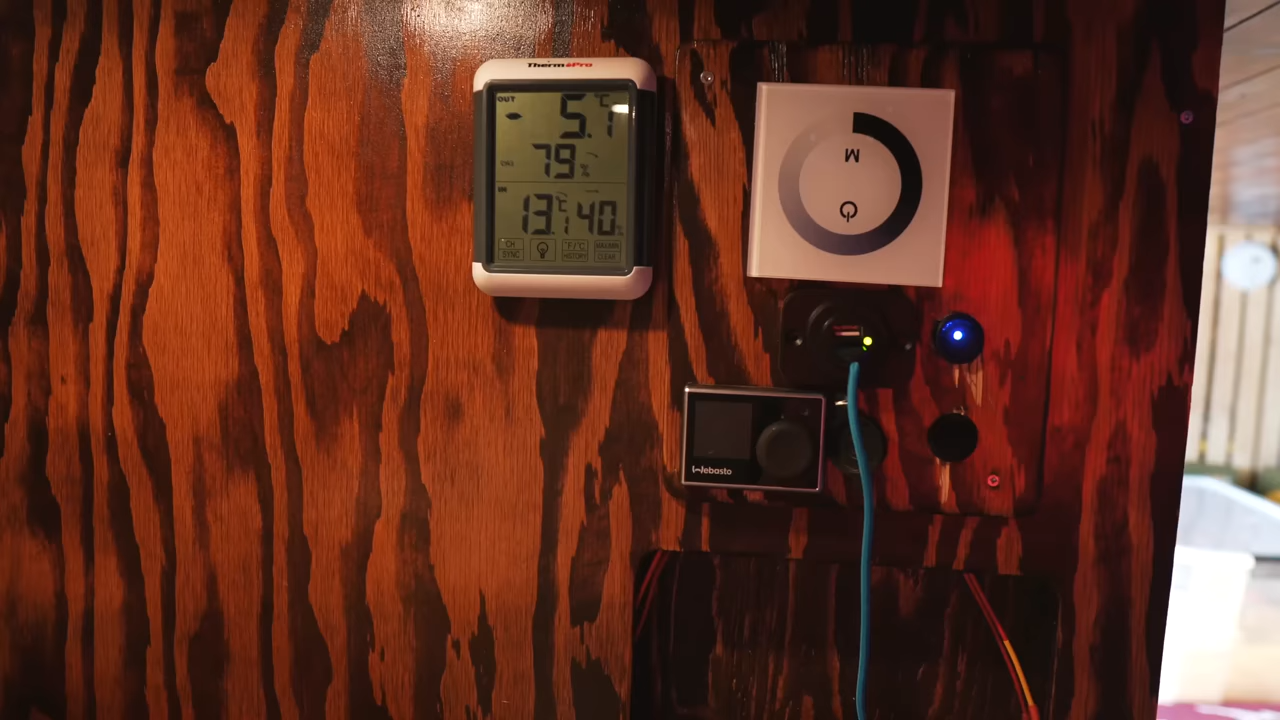 ThermoPro
OUT
5.1 °C
79 %
IN
13.1 °C 40 %
CH
SYNC
°F/°C
HISTORY
MAX/MIN
CLEAR
M
Webasto